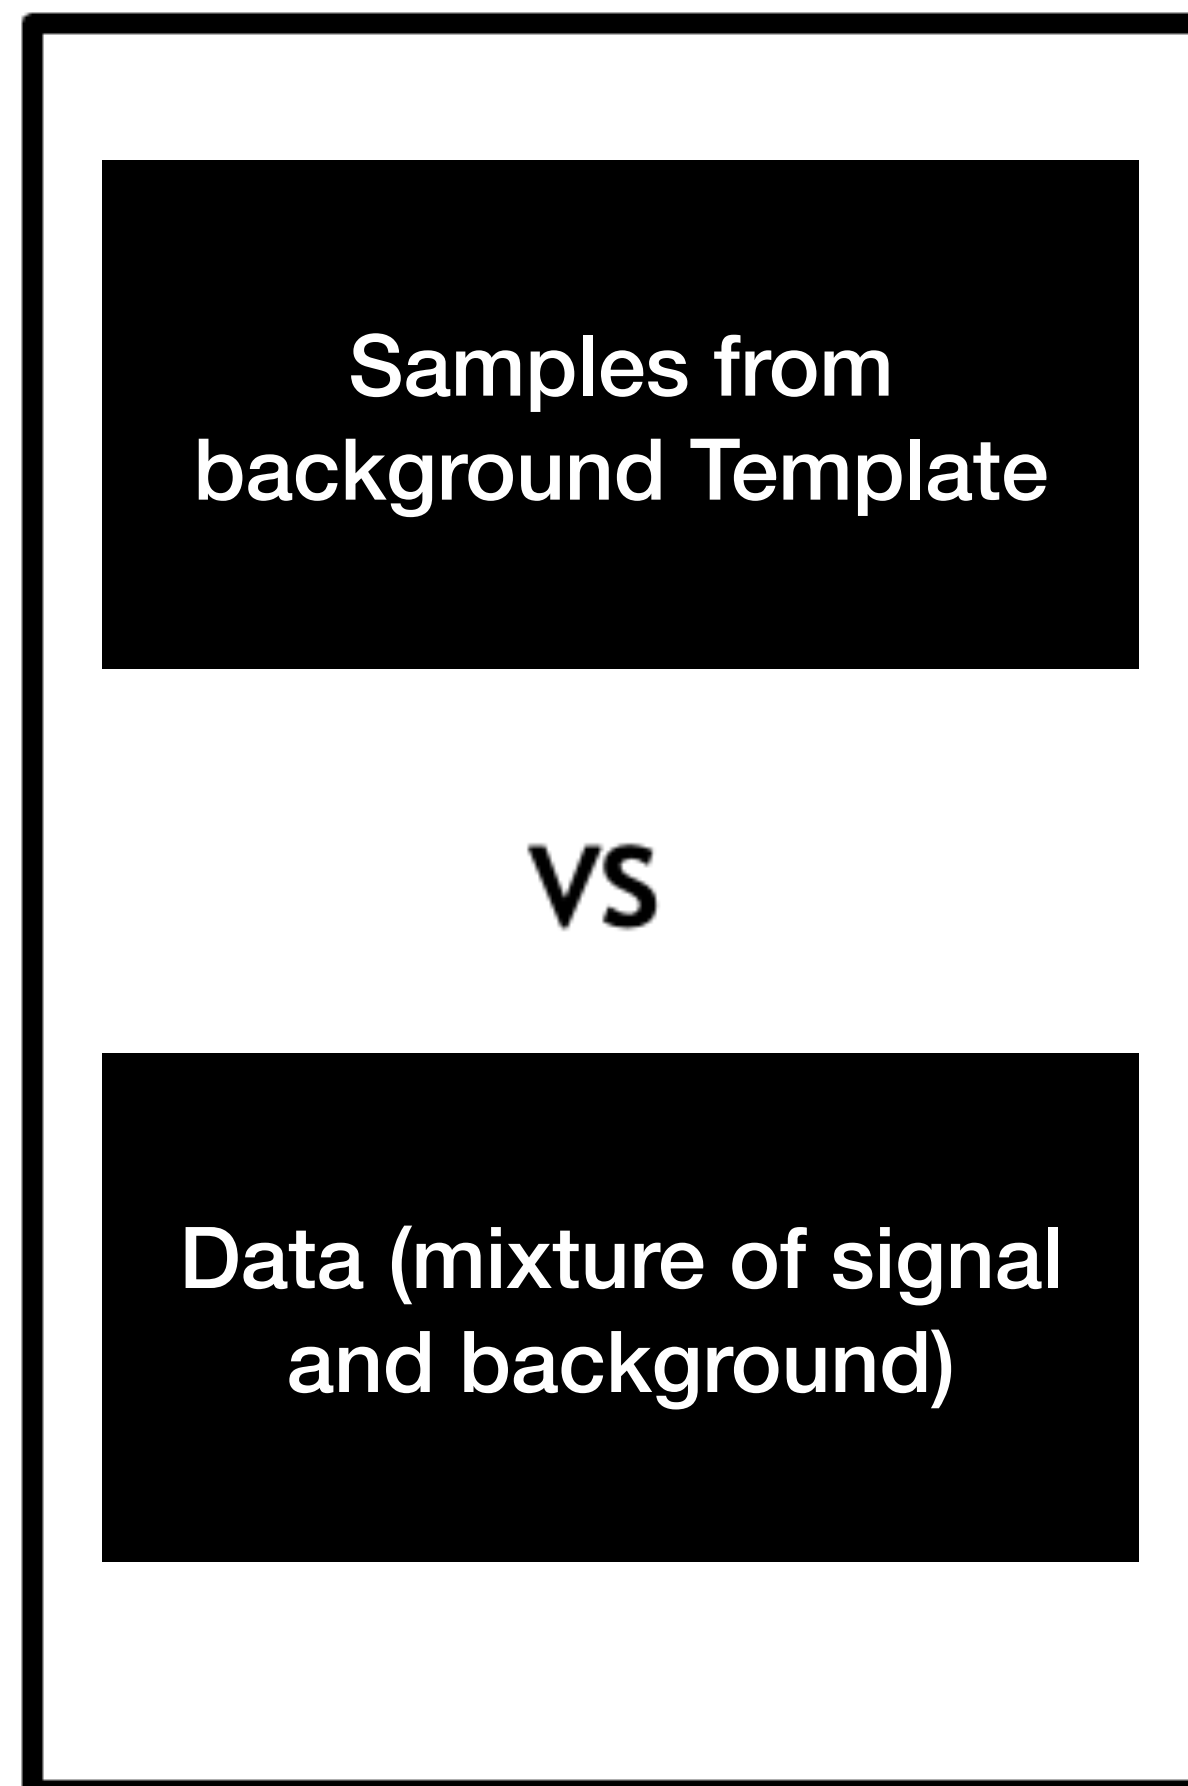 Samples from
background Template
vs
Data (mixture of signal
and background)